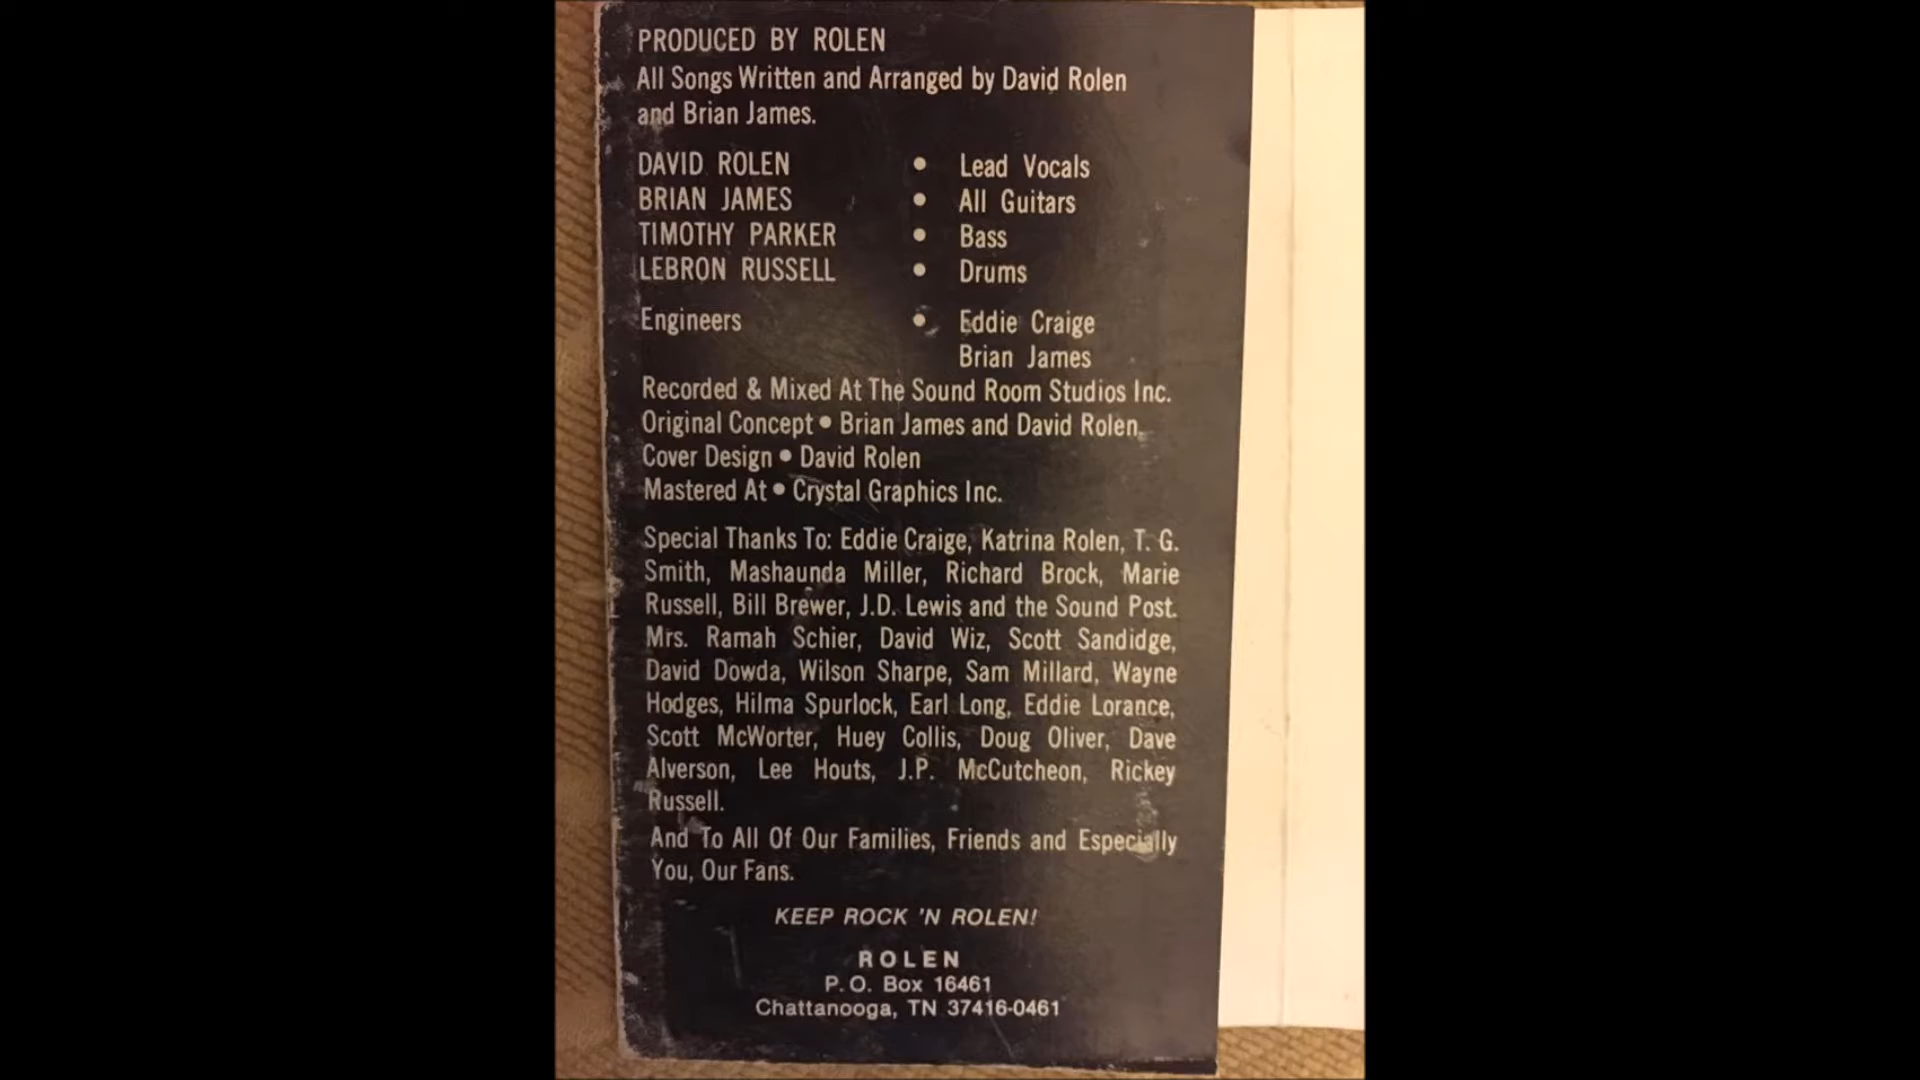 PRODUCED BY ROLEN
All Songs Written and Arranged by David Rolen
and Brian James.
DAVID ROLEN • Lead Vocals
BRIAN JAMES • All Guitars
TIMOTHY PARKER • Bass
LEBRON RUSSELL • Drums
Engineers • Eddie Craige
Brian James
Recorded & Mixed At The Sound Room Studios Inc.
Original Concept • Brian James and David Rolen.
Cover Design • David Rolen
Mastered At • Crystal Graphics Inc.
Special Thanks To: Eddie Craige, Katrina Rolen, T. G.
Smith, Mashaunda Miller, Richard Brock, Marie
Russell, Bill Brewer, J.D. Lewis and the Sound Post.
Mrs. Ramah Schier, David Wiz, Scott Sandidge,
David Dowda, Wilson Sharpe, Sam Millard, Wayne
Hodges, Hilma Spurlock, Earl Long, Eddie Lorance,
Scott McWorter, Huey Collis, Doug Oliver, Dave
Alverson, Lee Houts, J.P. McCutcheon, Rickey
Russell.
And To All Of Our Families, Friends and Especially
You, Our Fans.
KEEP ROCK 'N ROLEN!
ROLEN
P.O. Box 16461
Chattanooga, TN 37416-0461